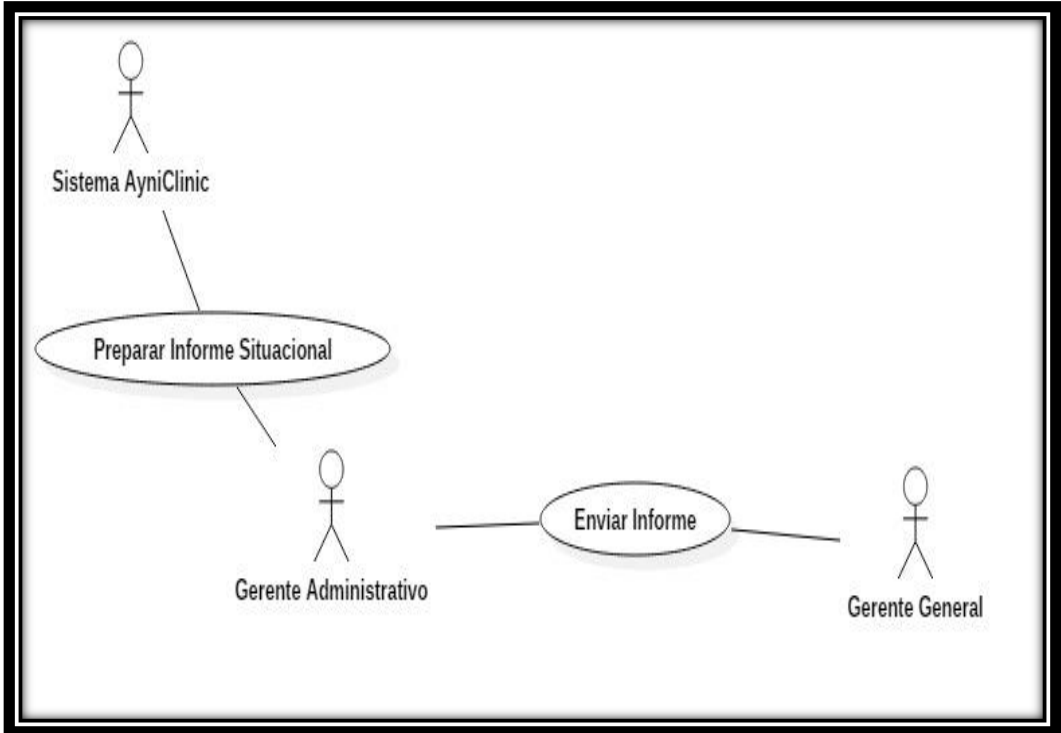 Sistema AyniClinic
Preparar Informe Situacional
Enviar Informe
Gerente Administrativo
Gerente General